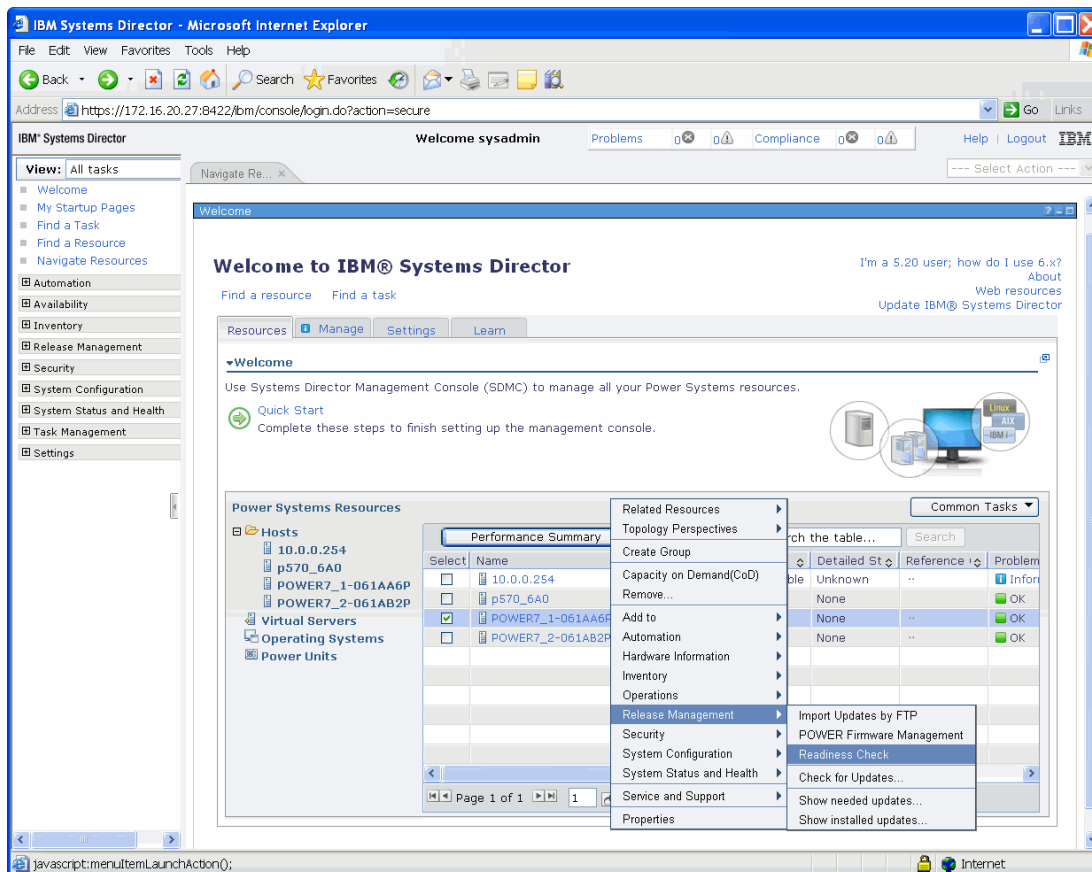 IBM Systems Director - Microsoft Internet Explorer
File Edit View Favorites Tools Help
Back Search Favorites
Address https://172.16.20.27:8422/ibm/console/login.do?action=secure Go Links
IBM® Systems Director Welcome sysadmin Problems 0 0 Compliance 0 0 Help | Logout IBM
View: All tasks
Navigate Re... ×
--- Select Action ---
Welcome
My Startup Pages
Find a Task
Find a Resource
Navigate Resources
Automation
Availability
Inventory
Release Management
Security
System Configuration
System Status and Health
Task Management
Settings
Welcome
Welcome to IBM® Systems Director
I'm a 5.20 user; how do I use 6.x?
About
Web resources
Update IBM® Systems Director
Find a resource Find a task
Resources Manage Settings Learn
Welcome
Use Systems Director Management Console (SDMC) to manage all your Power Systems resources.
Quick Start
Complete these steps to finish setting up the management console.
Linux
AIX
IBM i
Power Systems Resources
Common Tasks
Hosts
10.0.0.254
p570_6A0
POWER7_1-061AA6P
POWER7_2-061AB2P
Virtual Servers
Operating Systems
Power Units
Performance Summary
rch the table... Search
Select Name Detailed St Reference Problem
10.0.0.254 ble Unknown -- Infor
p570_6A0 None OK
POWER7_1-061AA6P None -- OK
POWER7_2-061AB2P None -- OK
Page 1 of 1 1
Related Resources
Topology Perspectives
Create Group
Capacity on Demand(CoD)
Remove...
Add to
Automation
Hardware Information
Inventory
Operations
Release Management
Security
System Configuration
System Status and Health
Service and Support
Properties
Import Updates by FTP
POWER Firmware Management
Readiness Check
Check for Updates...
Show needed updates...
Show installed updates...
javascript:menuItemLaunchAction(); Internet